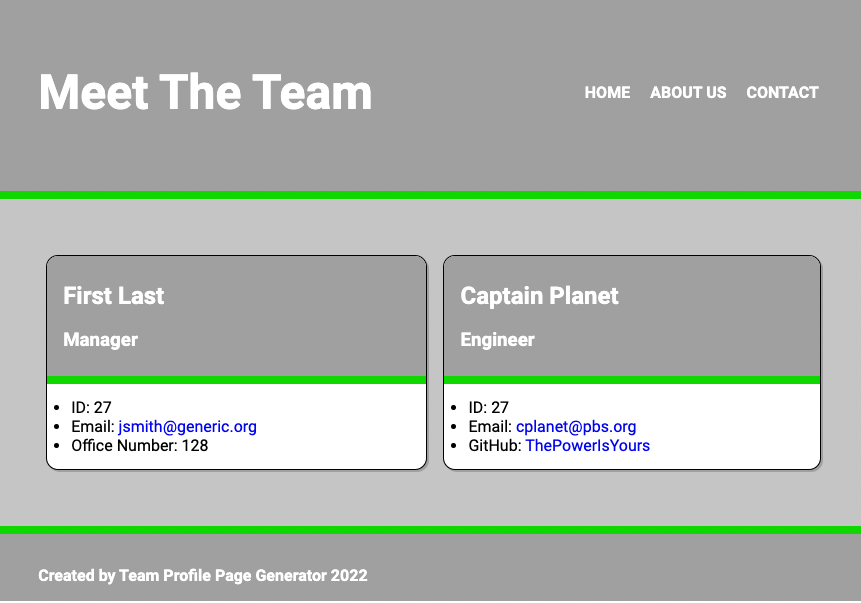 Meet The Team
HOME ABOUT US CONTACT
First Last
Manager
• ID: 27
• Email: jsmith@generic.org
• Office Number: 128
Captain Planet
Engineer
• ID: 27
• Email: cplanet@pbs.org
• GitHub: ThePowerIsYours
Created by Team Profile Page Generator 2022